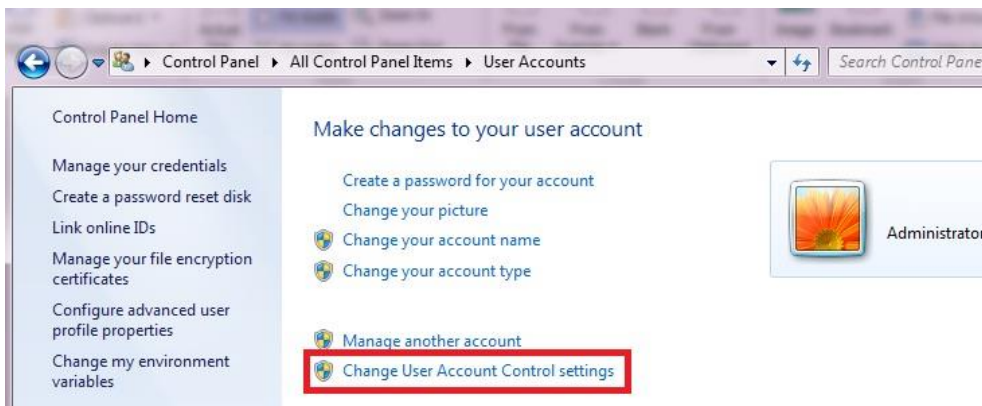 Control Panel ▸ All Control Panel Items ▸ User Accounts
Search Control Pane
Control Panel Home
Manage your credentials
Create a password reset disk
Link online IDs
Manage your file encryption
certificates
Configure advanced user
profile properties
Change my environment
variables
Make changes to your user account
Create a password for your account
Change your picture
Change your account name
Change your account type
Manage another account
Change User Account Control settings
Administrator